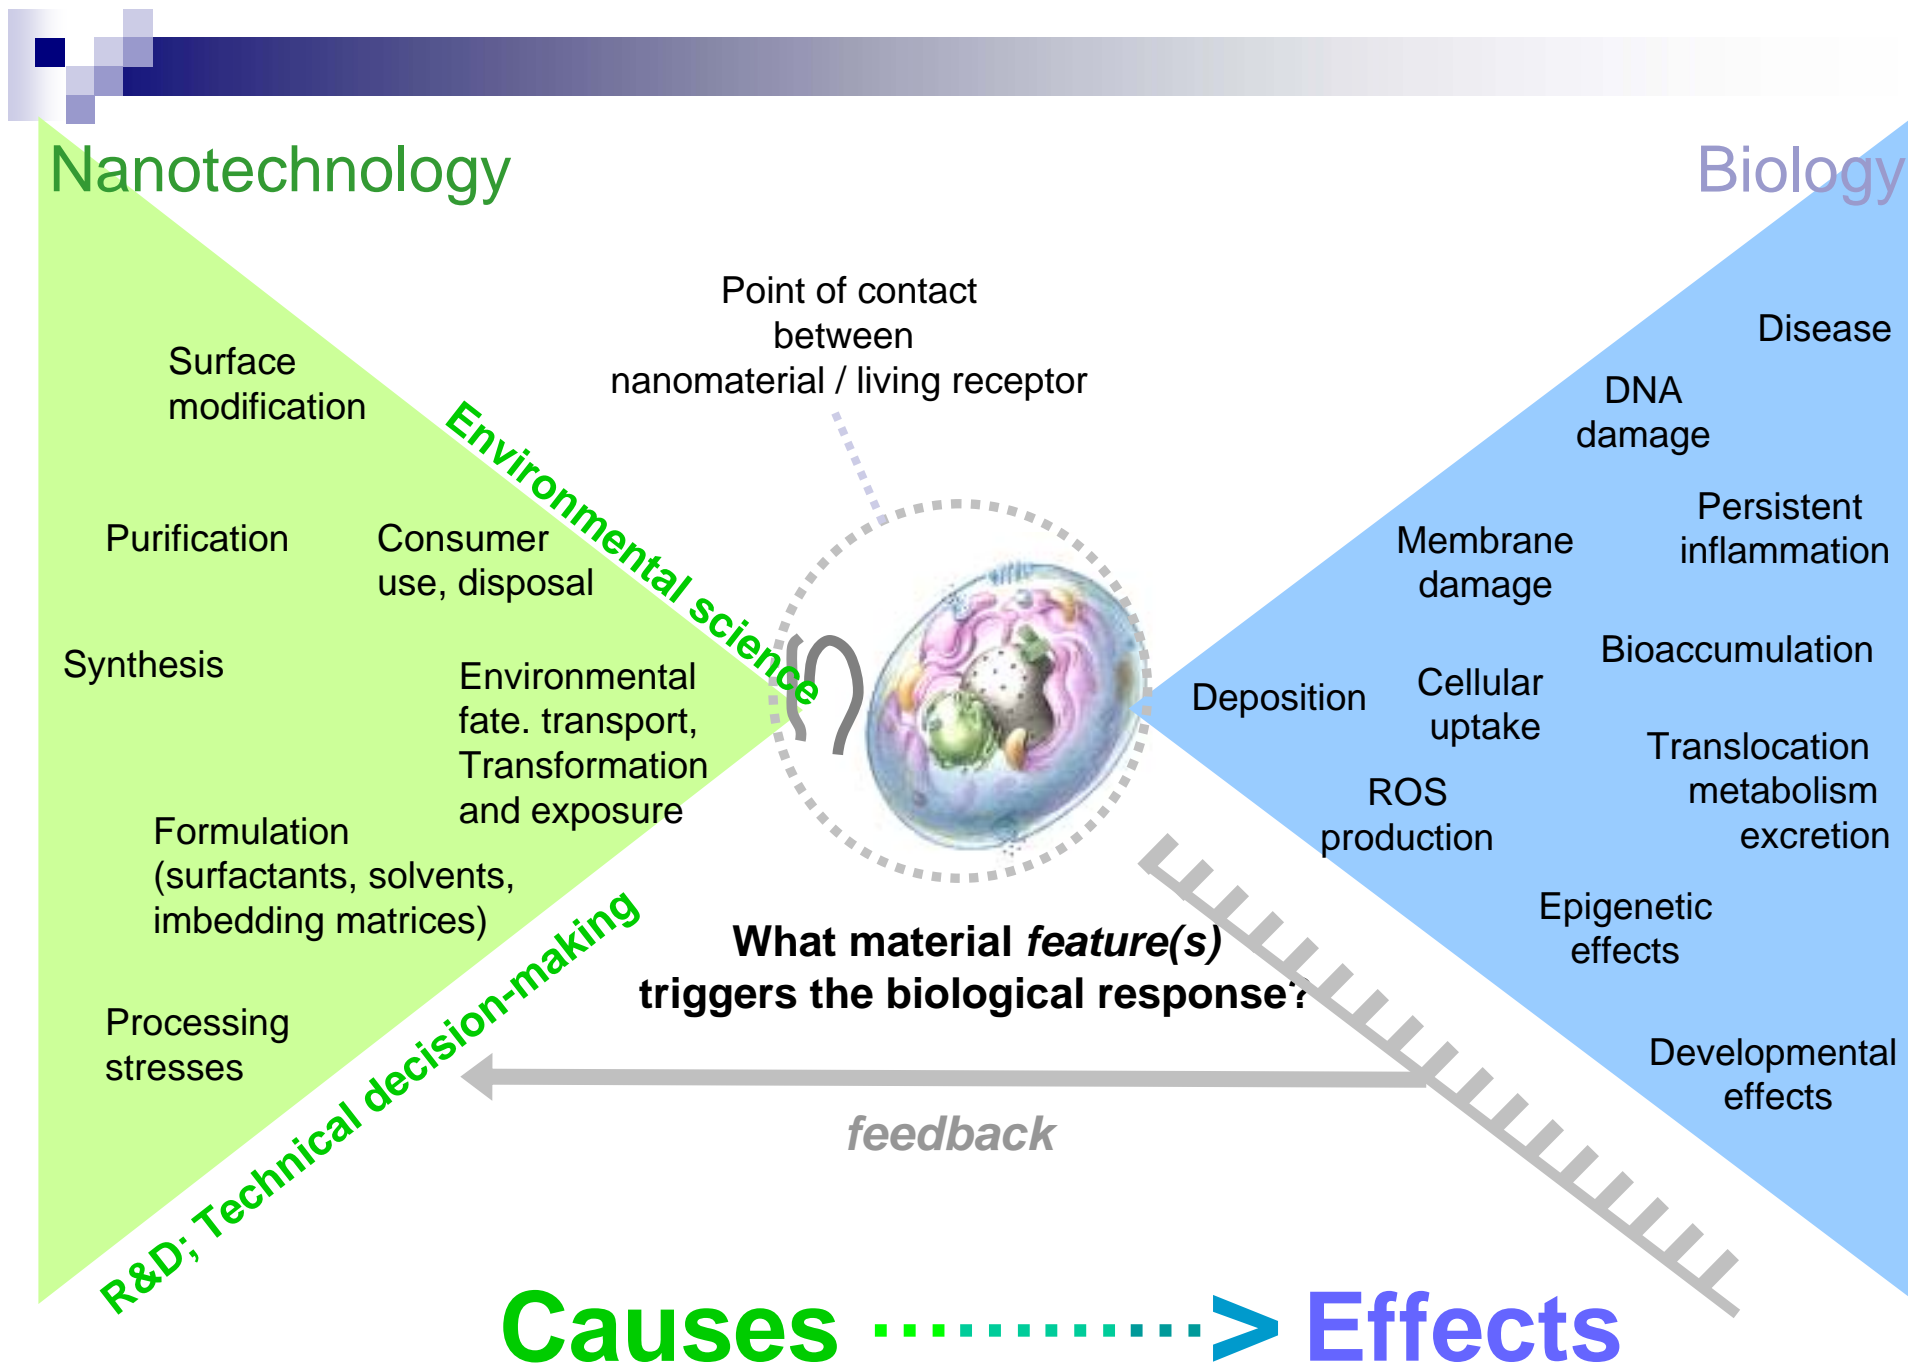 Nanotechnology
Biology
Point of contact
between
nanomaterial / living receptor
Surface
modification
Purification
Consumer
use, disposal
Synthesis
Environmental
fate. transport,
Transformation
and exposure
Formulation
(surfactants, solvents,
imbedding matrices)
Processing
stresses
Environmental science
R&D; Technical decision-making
Disease
DNA
damage
Persistent
inflammation
Membrane
damage
Bioaccumulation
Deposition
Cellular
uptake
Translocation
metabolism
excretion
ROS
production
Epigenetic
effects
Developmental
effects
What material feature(s)
triggers the biological response?
feedback
Causes ..........> Effects